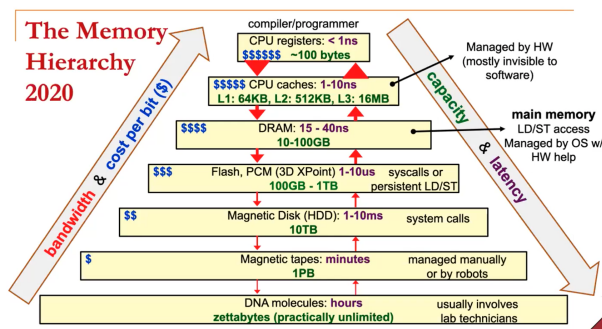 The Memory
Hierarchy
2020
compiler/programmer
CPU registers: < 1ns
$$$$$$ ~100 bytes
$$$$$ CPU caches: 1-10ns
L1: 64KB, L2: 512KB, L3: 16MB
Managed by HW
(mostly invisible to
software)
$$$$ DRAM: 15 - 40ns
10-100GB
main memory
LD/ST access
Managed by OS w/
HW help
$$$ Flash, PCM (3D XPoint) 1-10us
100GB - 1TB
syscalls or
persistent LD/ST
$$ Magnetic Disk (HDD): 1-10ms
10TB
system calls
$ Magnetic tapes: minutes
1PB
managed manually
or by robots
DNA molecules: hours
zettabytes (practically unlimited)
usually involves
lab technicians
bandwidth & cost per bit ($)
capacity & latency